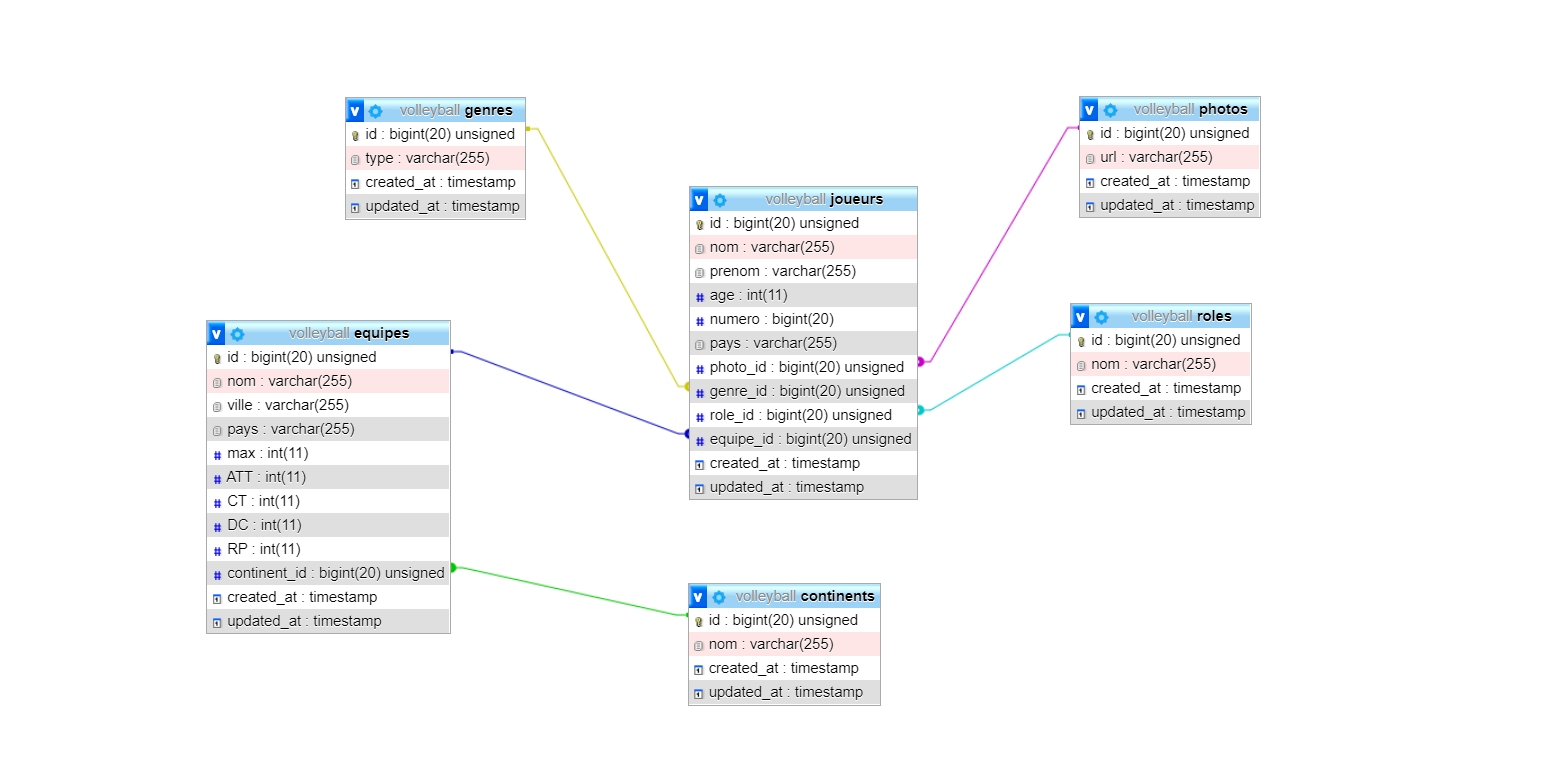 v volleyball genres
id : bigint(20) unsigned
type : varchar(255)
created_at : timestamp
updated_at : timestamp
v volleyball photos
id : bigint(20) unsigned
url : varchar(255)
created_at : timestamp
updated_at : timestamp
v volleyball joueurs
id : bigint(20) unsigned
nom : varchar(255)
prenom : varchar(255)
# age : int(11)
# numero : bigint(20)
pays : varchar(255)
# photo_id : bigint(20) unsigned
# genre_id : bigint(20) unsigned
# role_id : bigint(20) unsigned
# equipe_id : bigint(20) unsigned
created_at : timestamp
updated_at : timestamp
v volleyball roles
id : bigint(20) unsigned
nom : varchar(255)
created_at : timestamp
updated_at : timestamp
v volleyball equipes
id : bigint(20) unsigned
nom : varchar(255)
ville : varchar(255)
pays : varchar(255)
# max : int(11)
# ATT : int(11)
# CT : int(11)
# DC : int(11)
# RP : int(11)
# continent_id : bigint(20) unsigned
created_at : timestamp
updated_at : timestamp
v volleyball continents
id : bigint(20) unsigned
nom : varchar(255)
created_at : timestamp
updated_at : timestamp